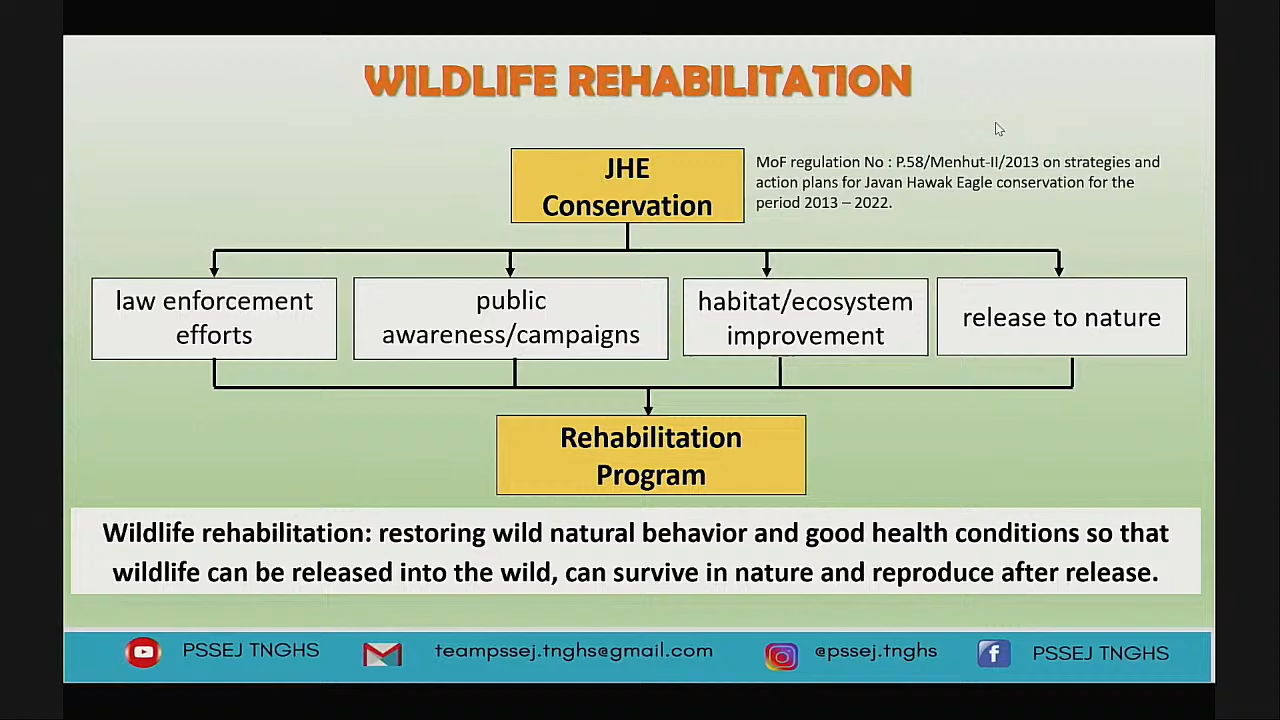 WILDLIFE REHABILITATION
JHE
Conservation
MoF regulation No : P.58/Menhut-II/2013 on strategies and
action plans for Javan Hawak Eagle conservation for the
period 2013 – 2022.
law enforcement
efforts
public
awareness/campaigns
habitat/ecosystem
improvement
release to nature
Rehabilitation
Program
Wildlife rehabilitation: restoring wild natural behavior and good health conditions so that
wildlife can be released into the wild, can survive in nature and reproduce after release.
PSSEJ TNGHS
teampssej.tnghs@gmail.com
@pssej.tnghs
PSSEJ TNGHS